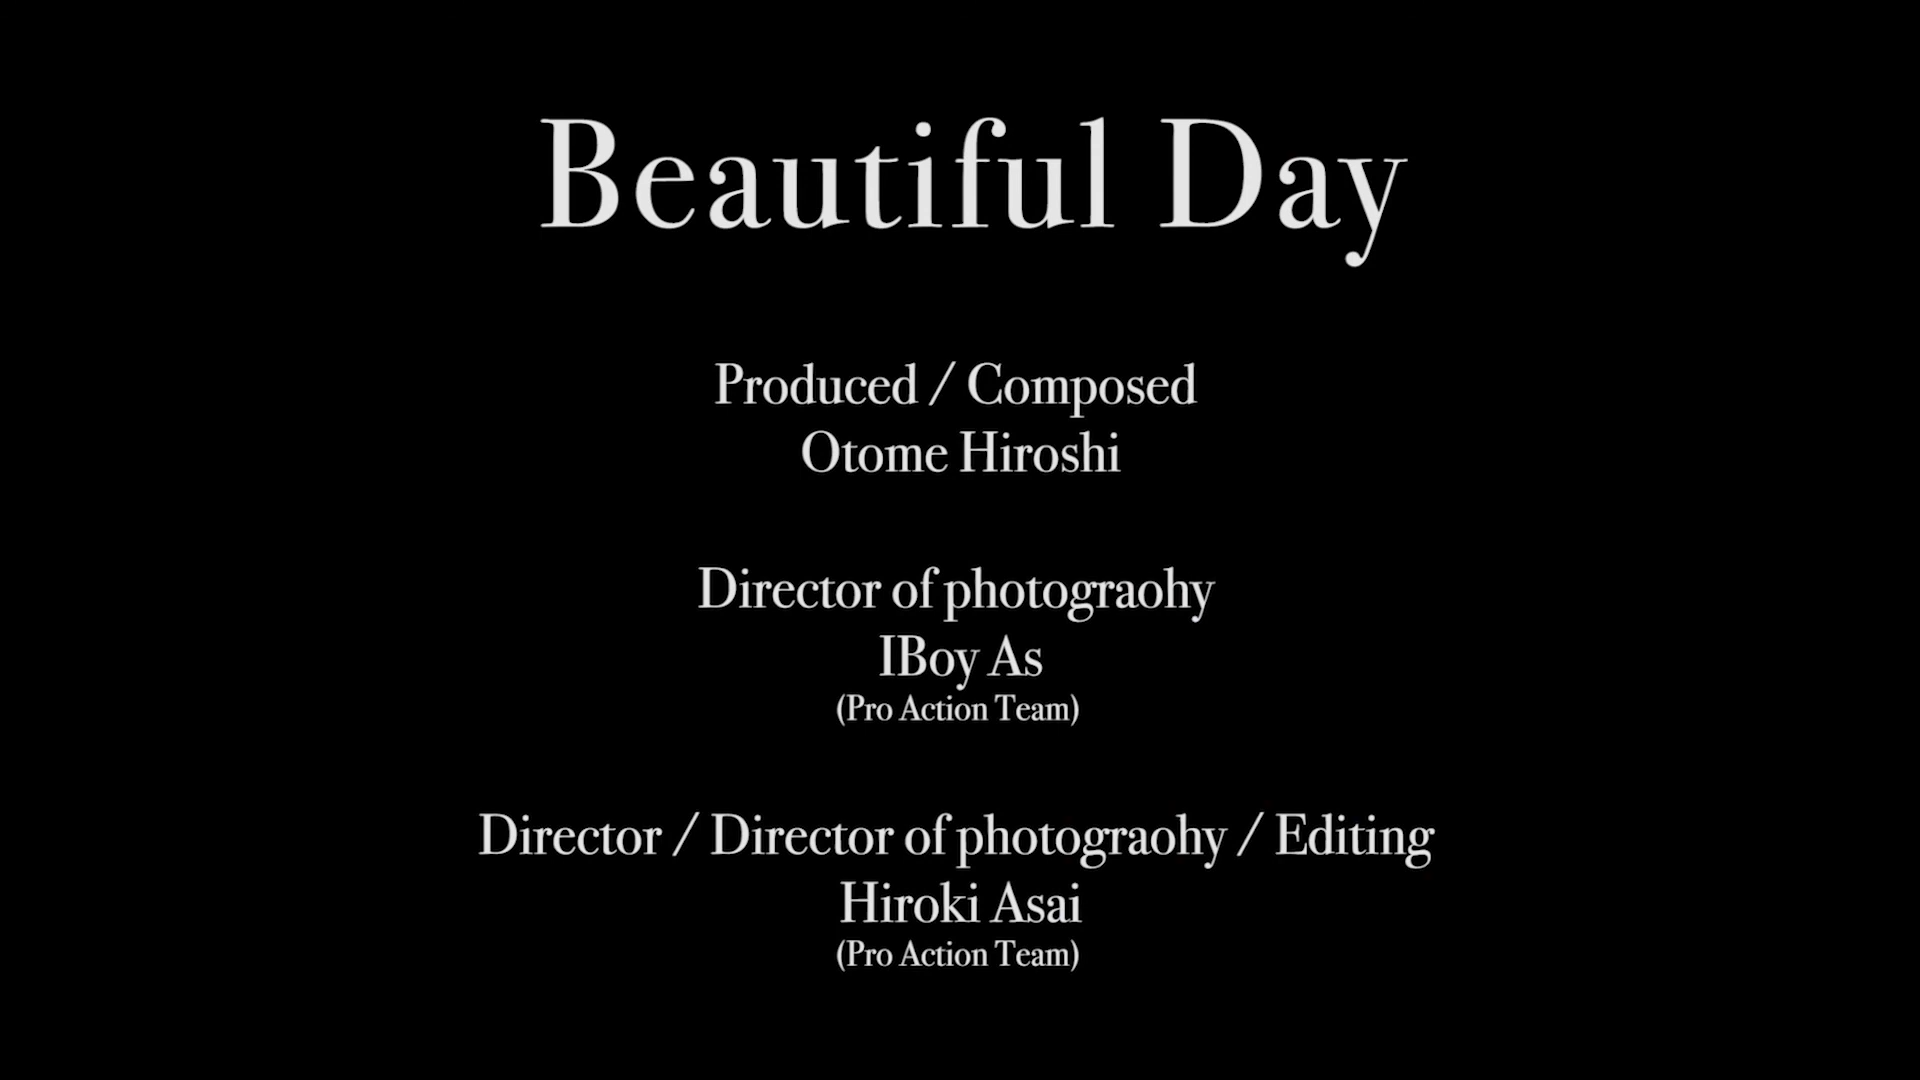 Beautiful Day
Produced / Composed
Otome Hiroshi
Director of photograohy
IBoy As
(Pro Action Team)
Director / Director of photograohy / Editing
Hiroki Asai
(Pro Action Team)